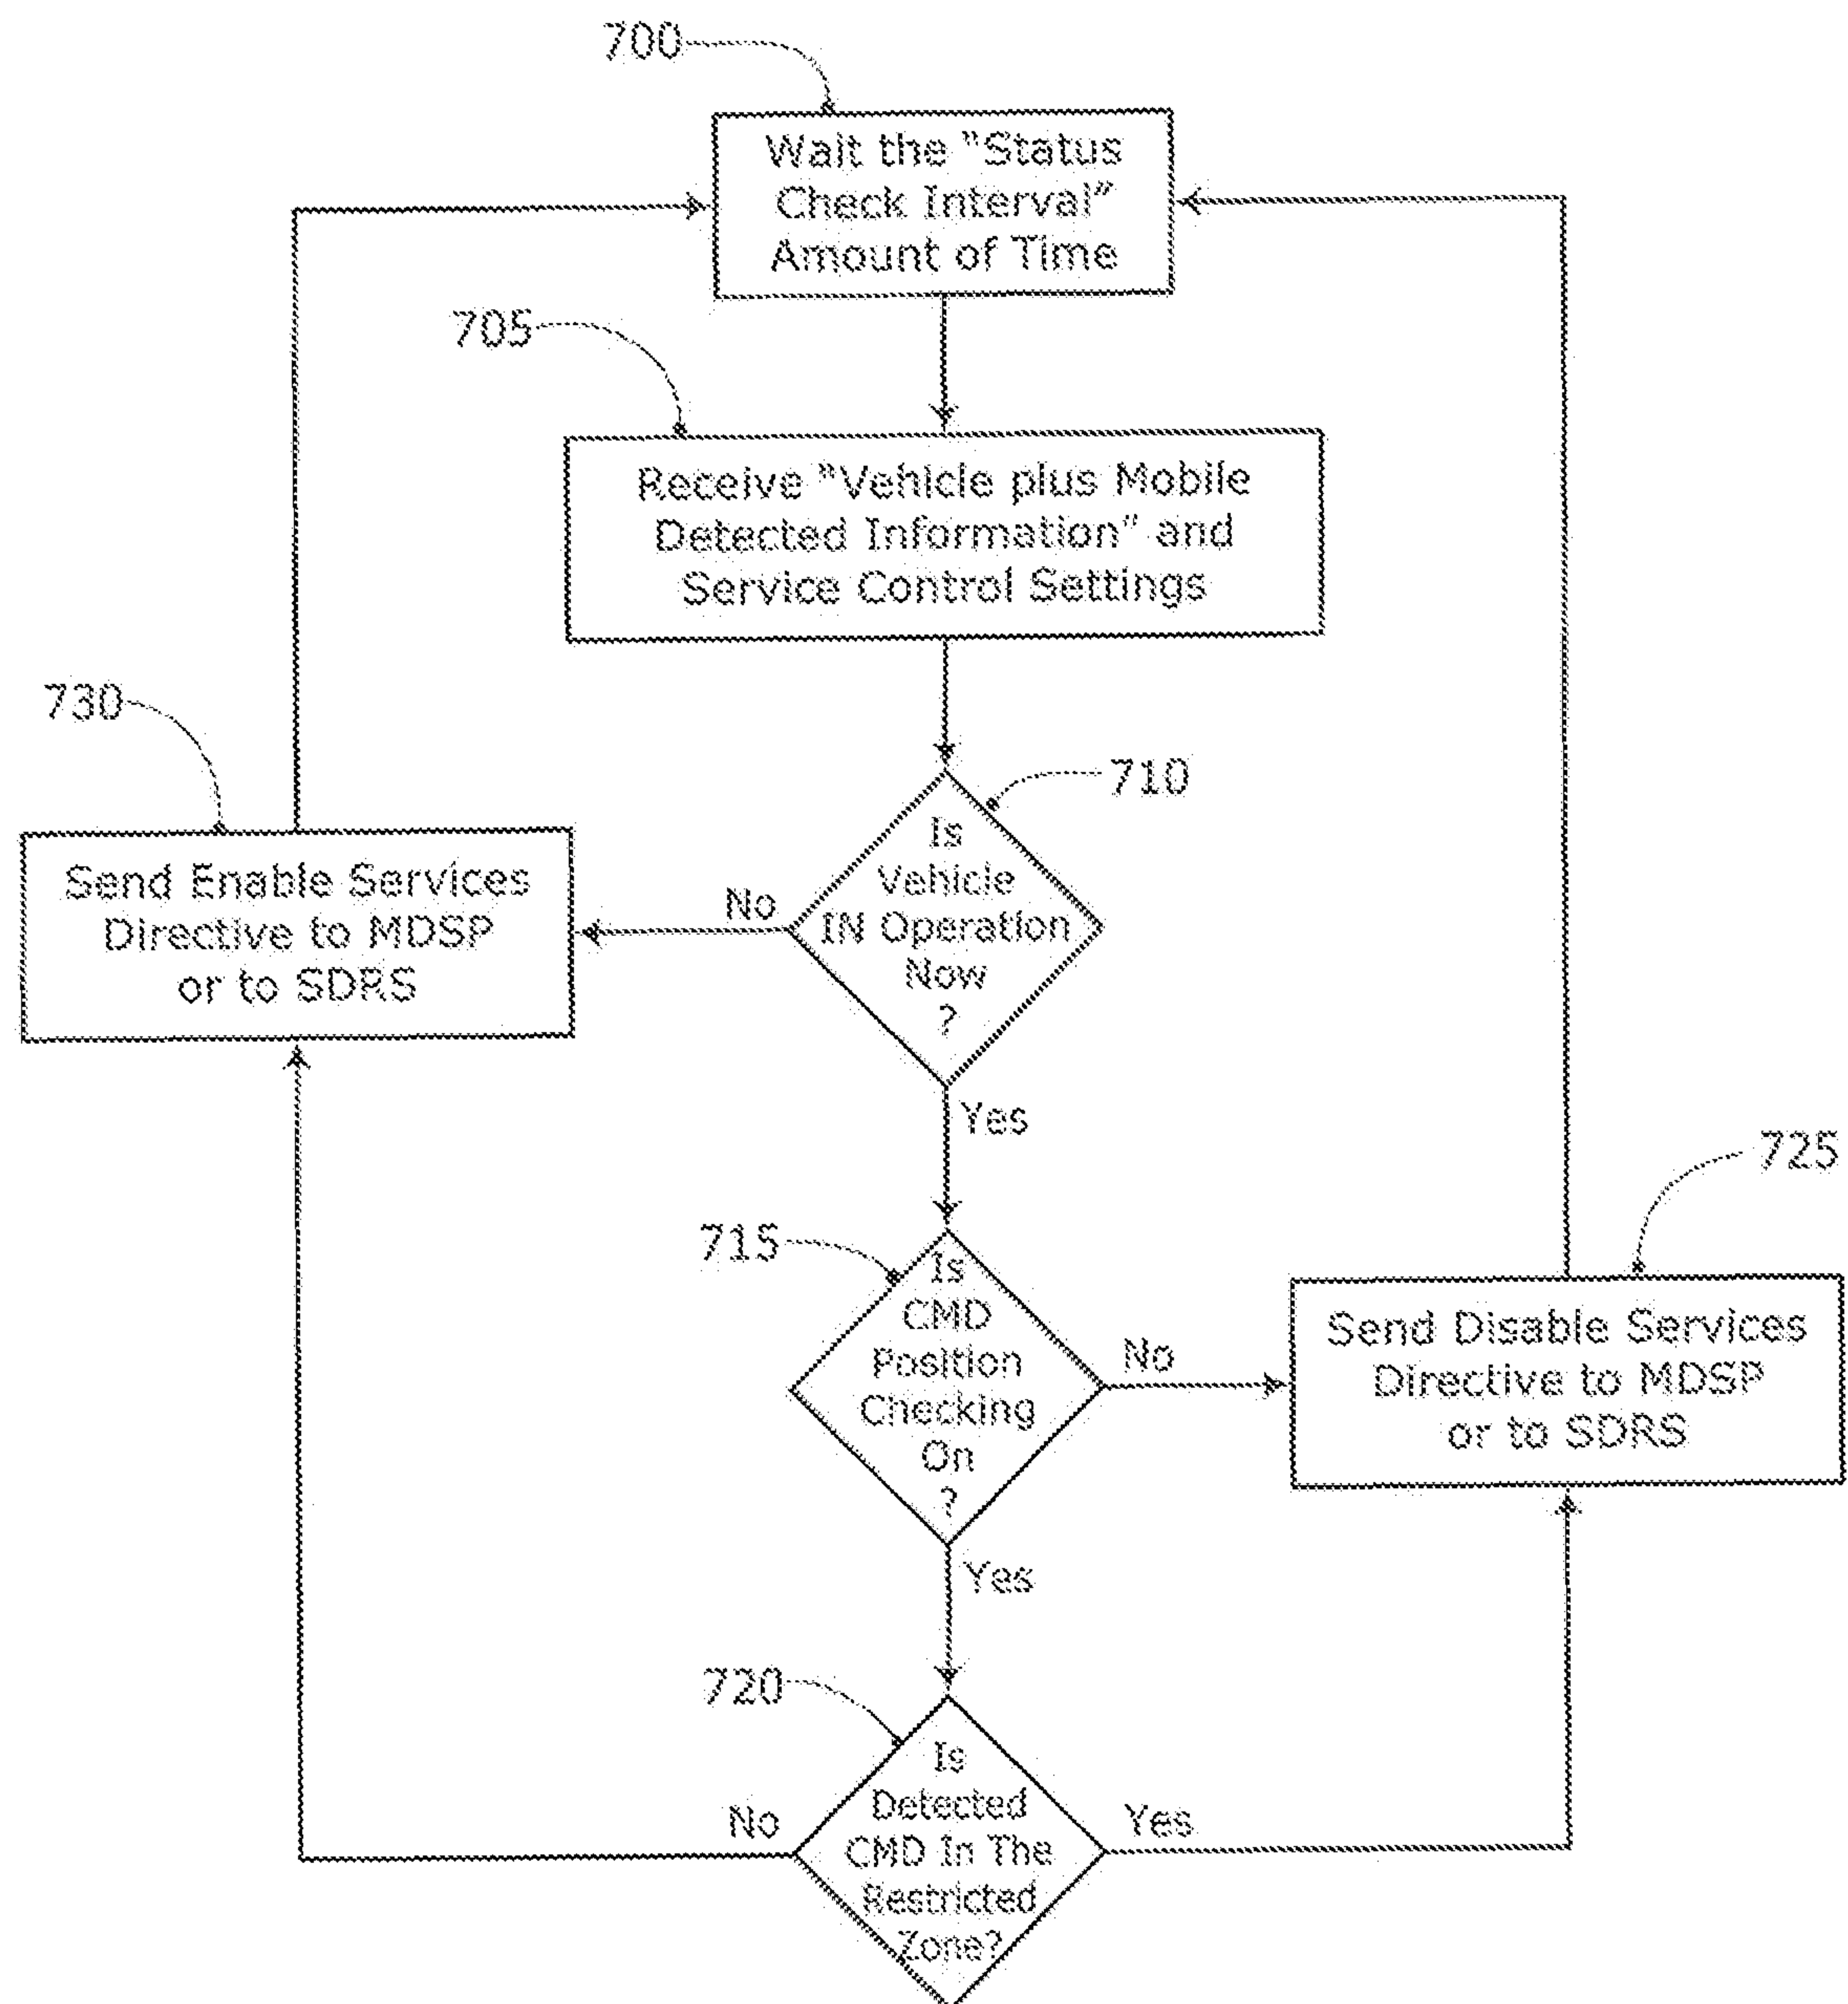 700
Wait the "Status
Check Interval"
Amount of Time
705
Receive "Vehicle plus Mobile
Detected Information" and
Service Control Settings
730
Send Enable Services
Directive to MDSP
or to SDRS
710
Is
Vehicle
IN Operation
Now
?
No
Yes
715
Is
CMD
Position
Checking
On
?
No
Yes
725
Send Disable Services
Directive to MDSP
or to SDRS
720
Is
Detected
CMD In The
Restricted
Zone?
No
Yes